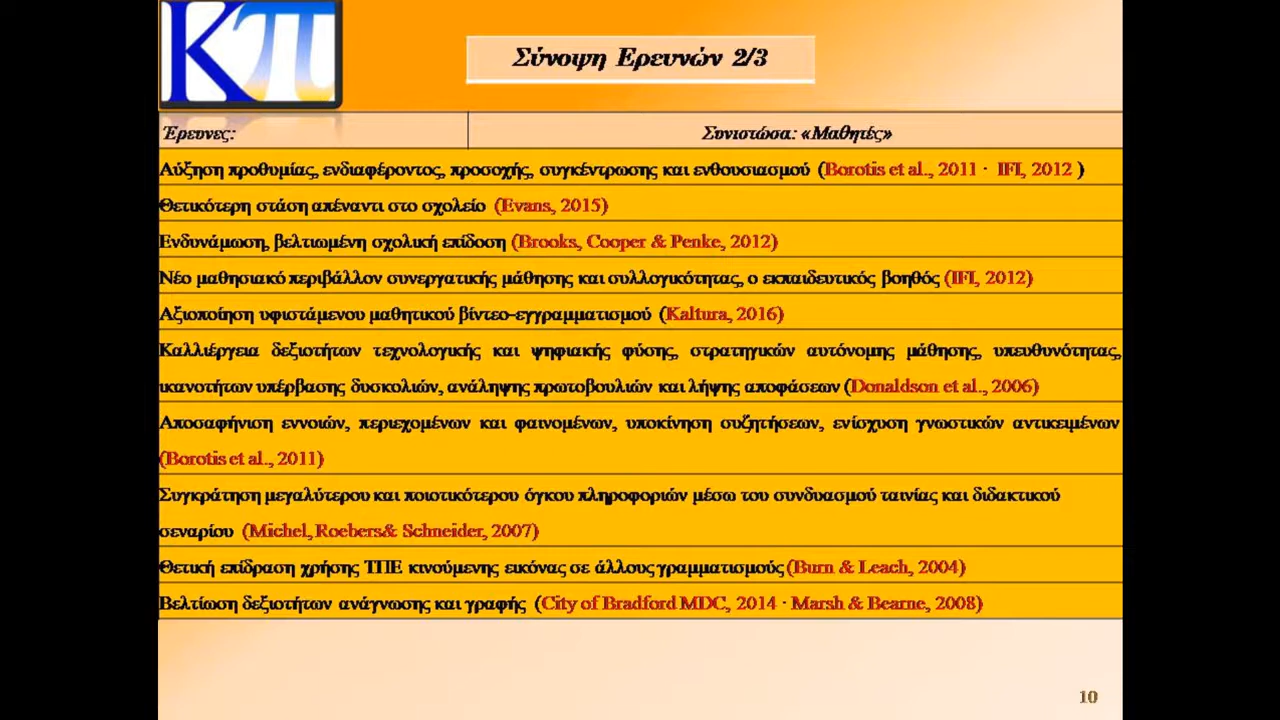 Κπ
Σύνοψη Ερευνών 2/3
Έρευνες: Συνιστώσα: «Μαθητές»
Αύξηση προθυμίας, ενδιαφέροντος, προσοχής, συγκέντρωσης και ενθουσιασμού (Borotis et al., 2011 · IFI, 2012 )
Θετικότερη στάση απέναντι στο σχολείο (Evans, 2015)
Ενδυνάμωση, βελτιωμένη σχολική επίδοση (Brooks, Cooper & Penke, 2012)
Νέο μαθησιακό περιβάλλον συνεργατικής μάθησης και συλλογικότητας, ο εκπαιδευτικός βοηθός (IFI, 2012)
Αξιοποίηση υφιστάμενου μαθητικού βίντεο-εγγραμματισμού (Kaltura, 2016)
Καλλιέργεια δεξιοτήτων τεχνολογικής και ψηφιακής φύσης, στρατηγικών αυτόνομης μάθησης, υπευθυνότητας,
ικανοτήτων υπέρβασης δυσκολιών, ανάληψης πρωτοβουλιών και λήψης αποφάσεων (Donaldson et al., 2006)
Αποσαφήνιση εννοιών, περιεχομένων και φαινομένων, υποκίνηση συζητήσεων, ενίσχυση γνωστικών αντικειμένων
(Borotis et al., 2011)
Συγκράτηση μεγαλύτερου και ποιοτικότερου όγκου πληροφοριών μέσω του συνδυασμού ταινίας και διδακτικού
σεναρίου (Michel, Roebers& Schneider, 2007)
Θετική επίδραση χρήσης ΤΠΕ κινούμενης εικόνας σε άλλους γραμματισμούς (Burn & Leach, 2004)
Βελτίωση δεξιοτήτων ανάγνωσης και γραφής (City of Bradford MDC, 2014 · Marsh & Bearne, 2008)
10